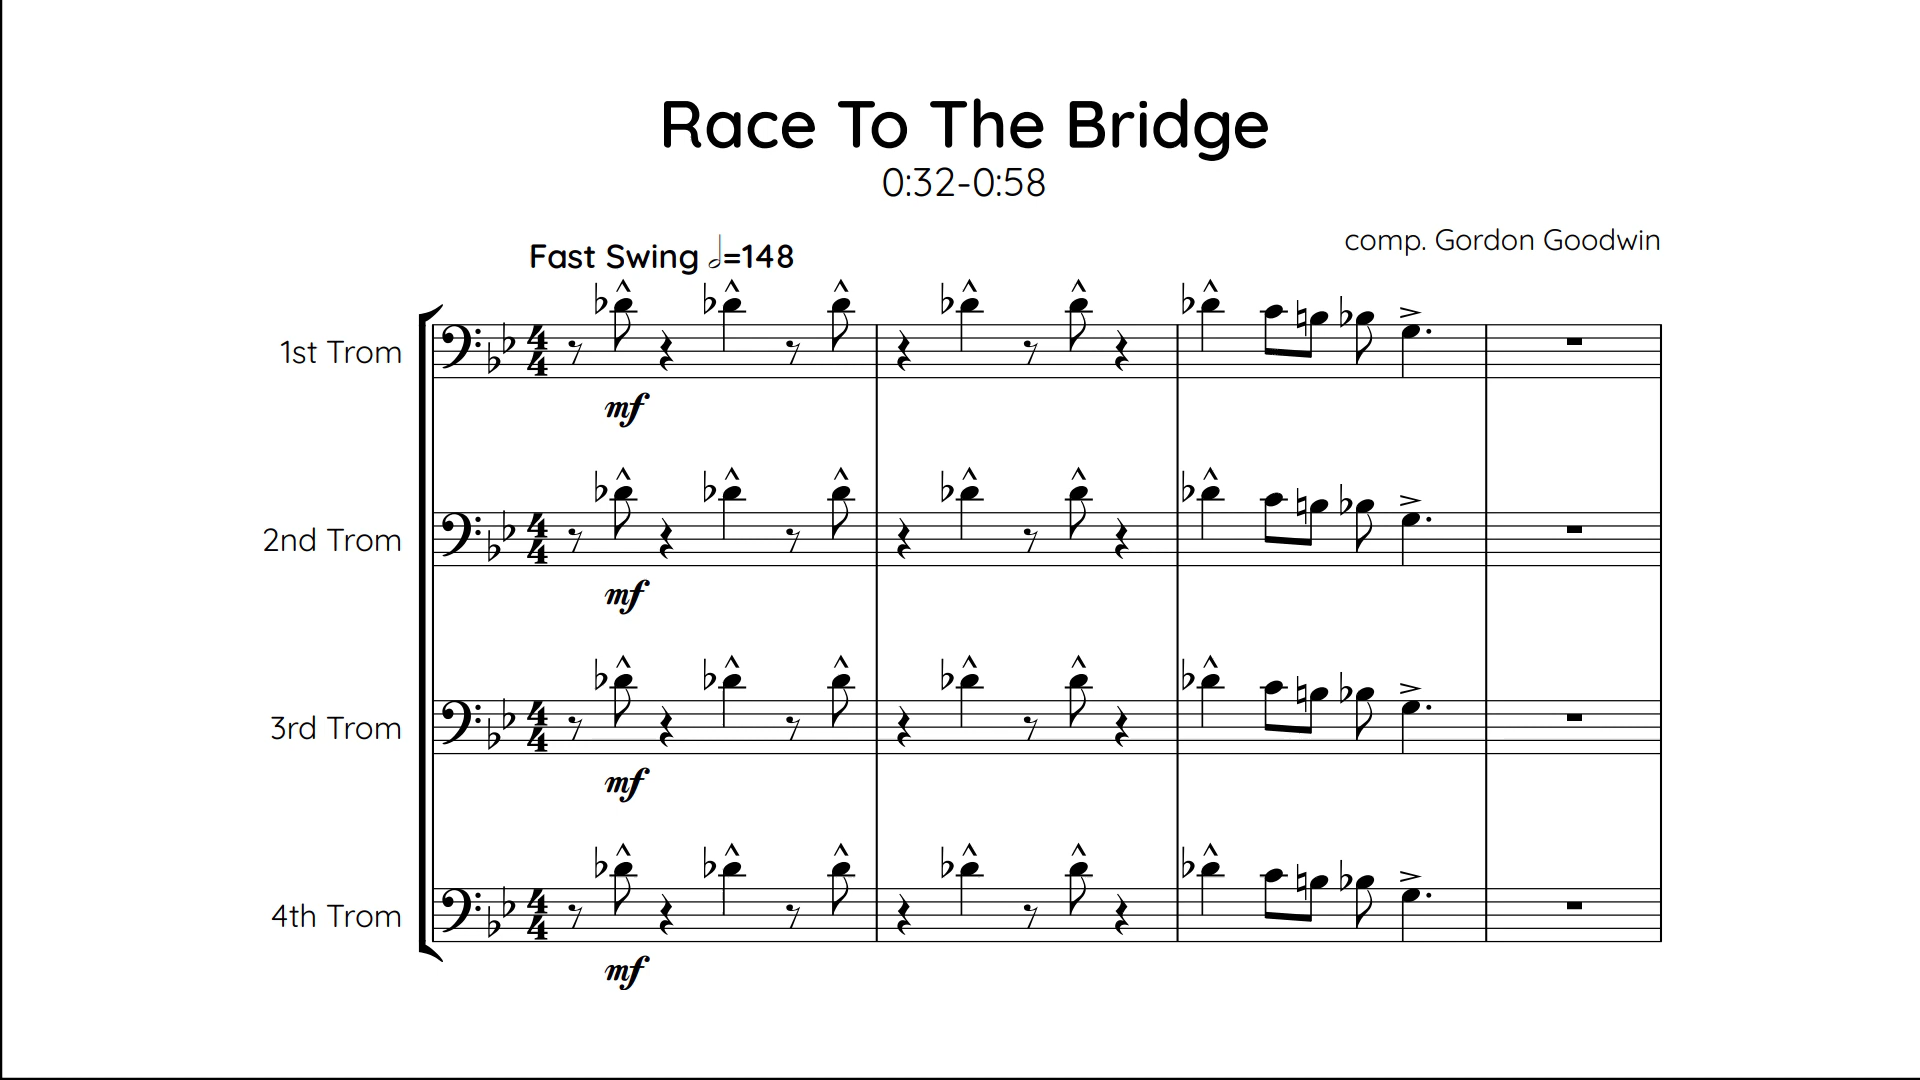 Race To The Bridge
0:32-0:58
comp. Gordon Goodwin
Fast Swing 𝅗𝅥=148
1st Trom
mf
2nd Trom
mf
3rd Trom
mf
4th Trom
mf